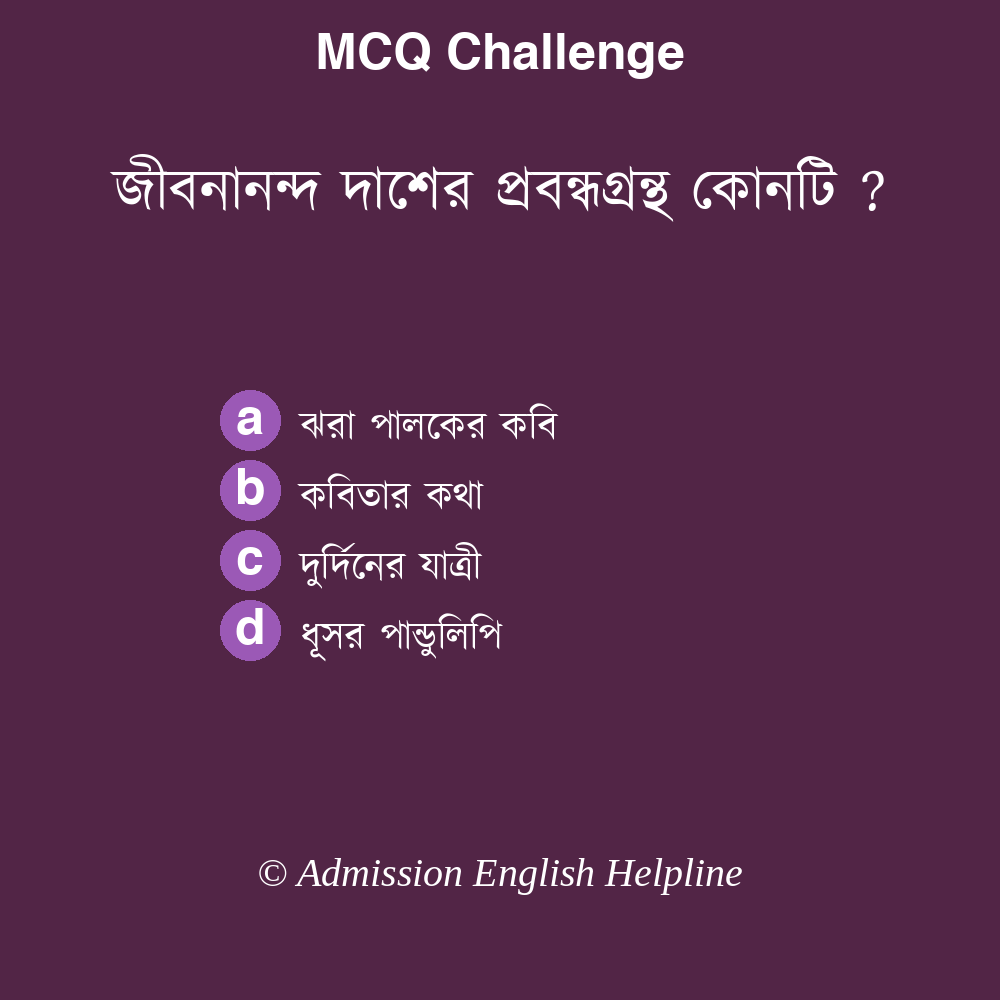 MCQ Challenge
জীবনানন্দ দাশের প্রবন্ধগ্রন্থ কোনটি ?
a ঝরা পালকের কবি
b কবিতার কথা
c দুর্দিনের যাত্রী
d ধূসর পান্ডুলিপি
© Admission English Helpline